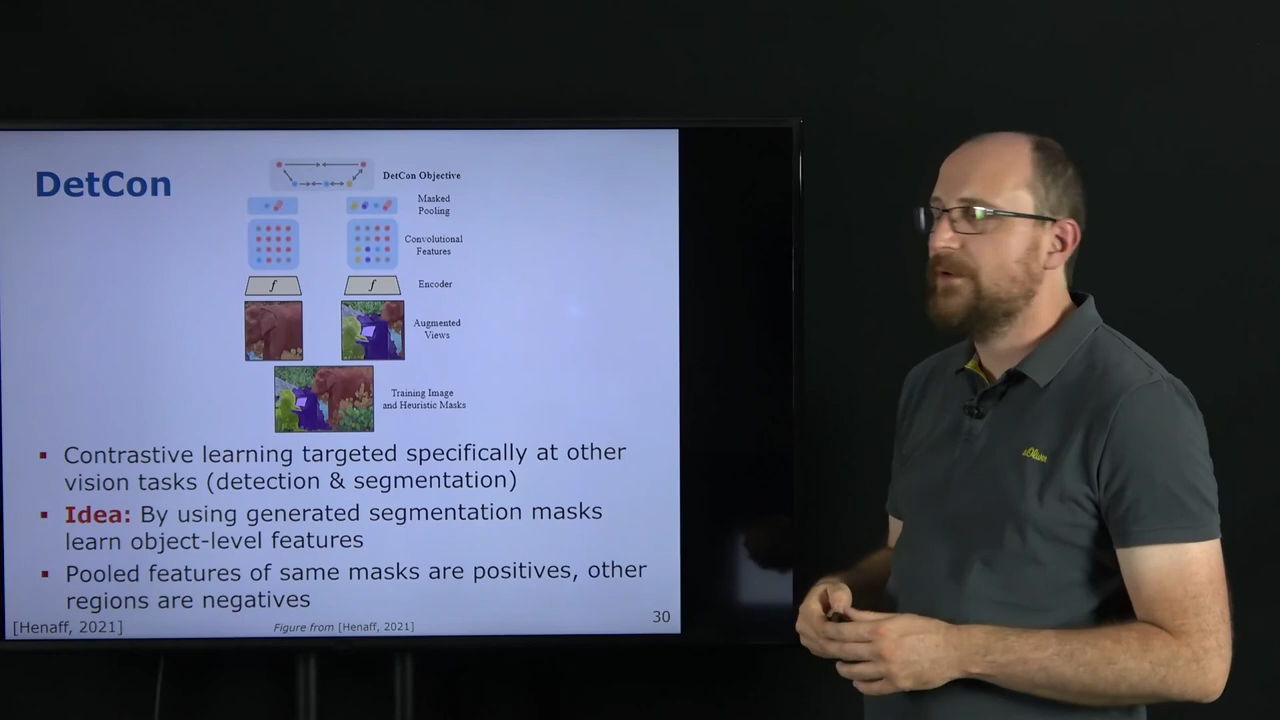 DetCon
DetCon Objective
Masked
Pooling
Convolutional
Features
f
f
Encoder
Augmented
Views
Training Image
and Heuristic Masks
▪ Contrastive learning targeted specifically at other
vision tasks (detection & segmentation)
▪ Idea: By using generated segmentation masks
learn object-level features
▪ Pooled features of same masks are positives, other
regions are negatives
[Henaff, 2021]
Figure from [Henaff, 2021]
30
s.Oliver